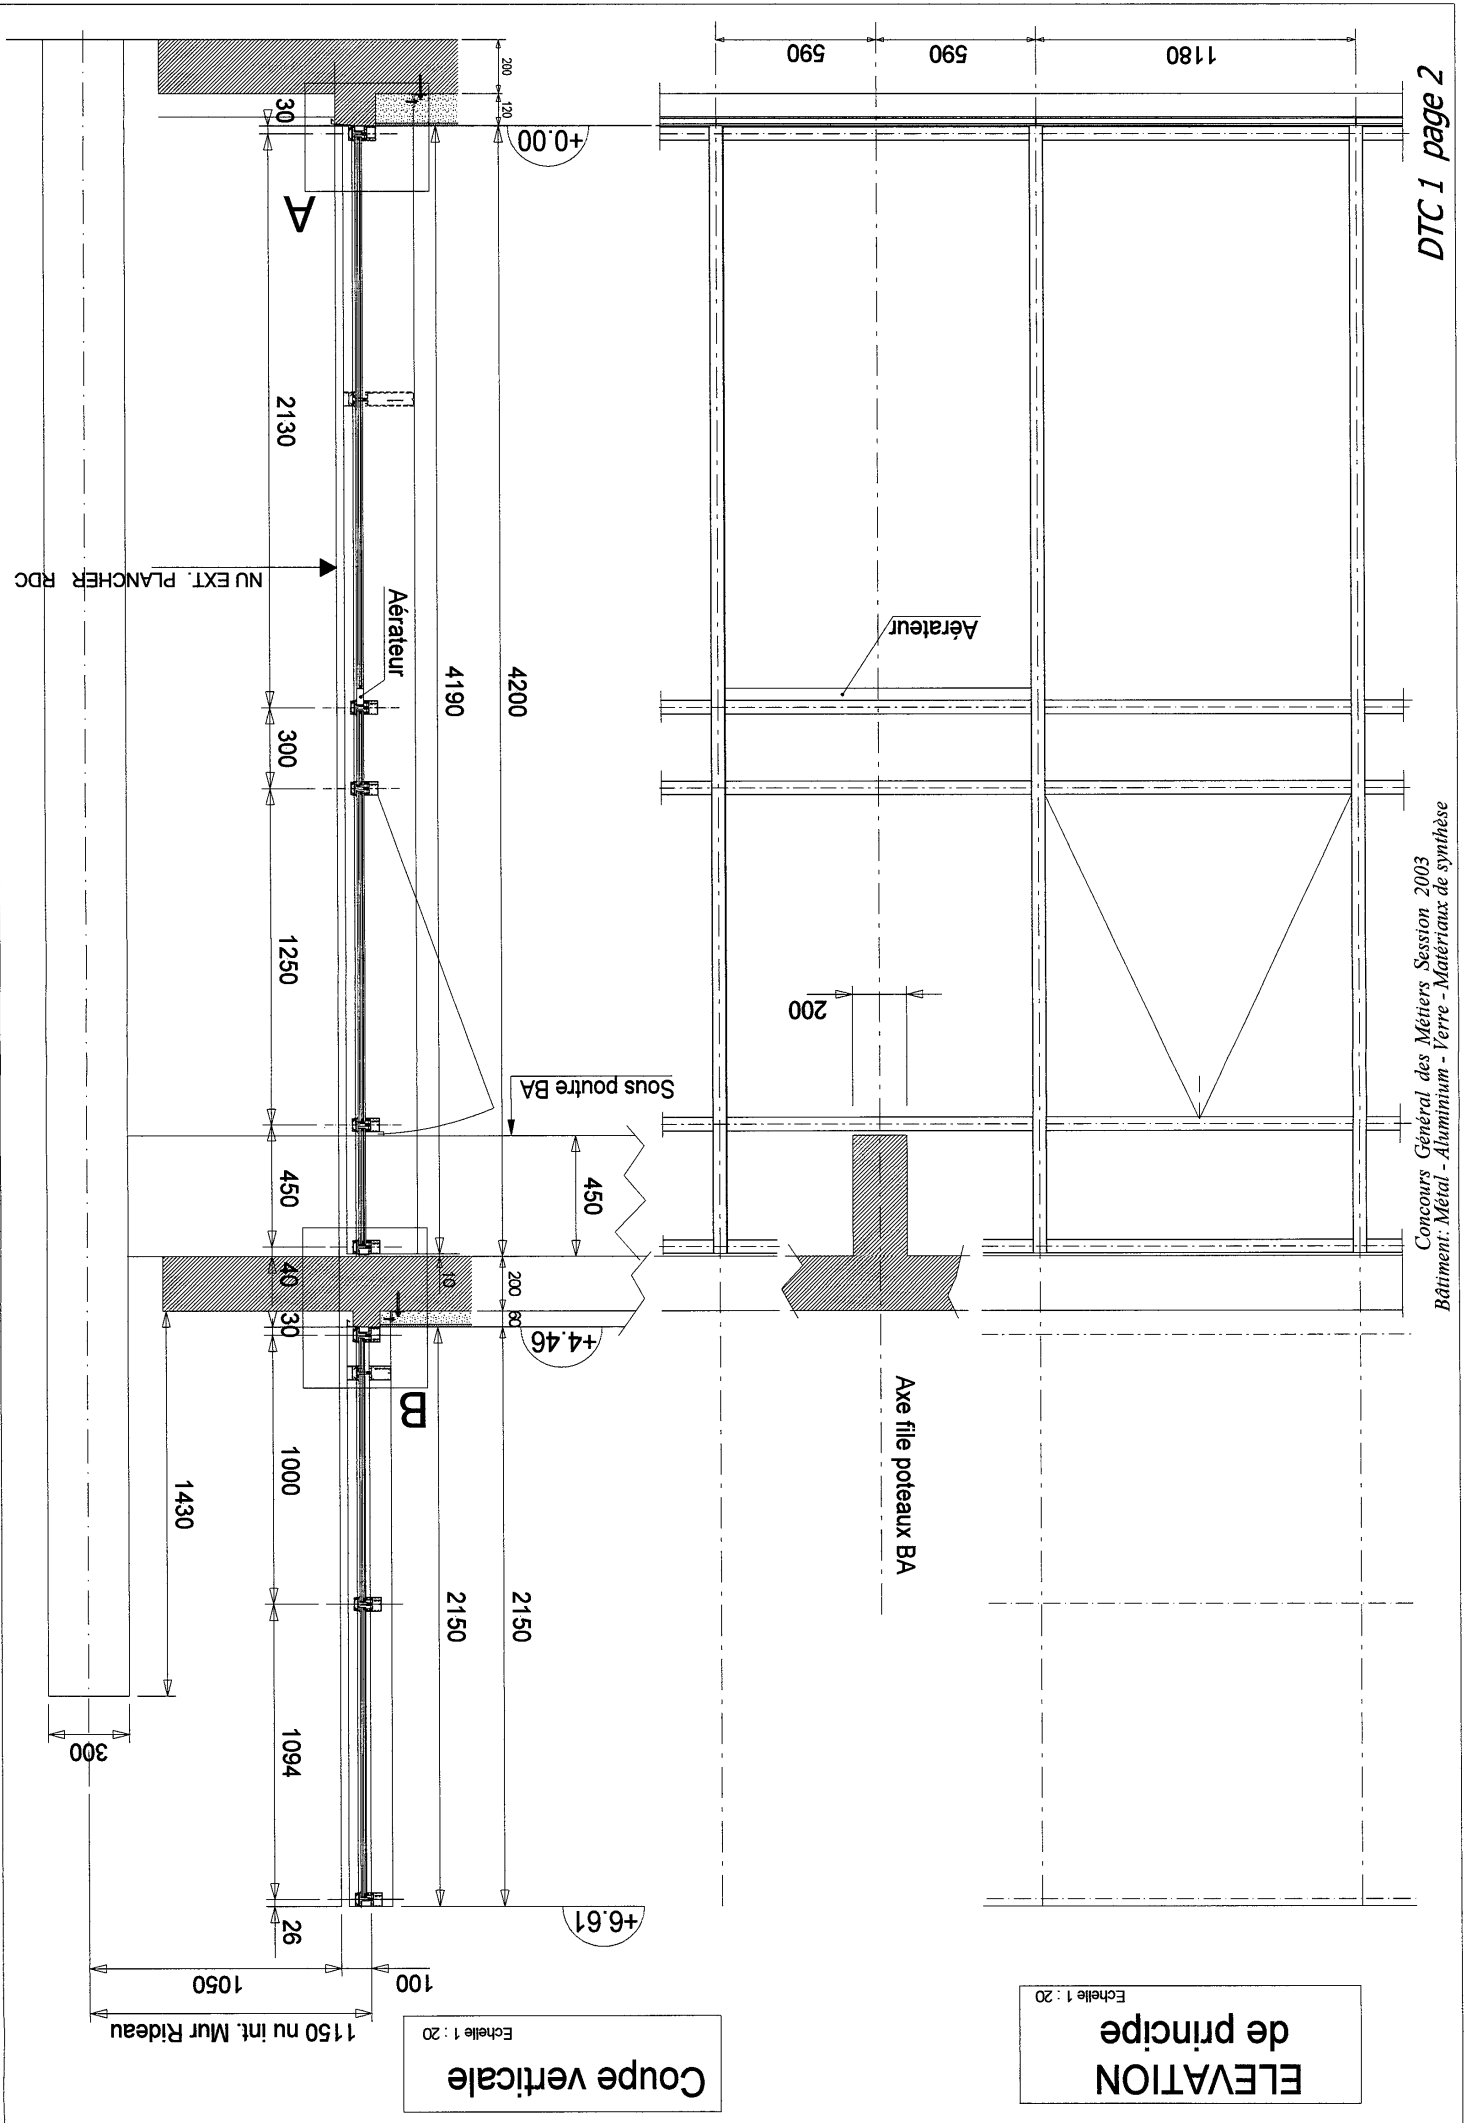 DTC 1 page 2
Concours Général des Métiers Session 2003
Bâtiment: Métal - Aluminium - Verre - Matériaux de synthèse
ELEVATION
de principe
Echelle 1 : 20
Coupe verticale
Echelle 1 : 20
1150 nu int. Mur Rideau
1050
100
26
+6.61
300
1094
2150
2150
1000
1430
Axe file poteaux BA
B
+4.46
30
60
40
10
200
450
450
Sous poutre BA
200
1250
300
4190
4200
Aérateur
Aérateur
NU EXT. PLANCHER RDC
2130
A
+0.00
30
120
200
590
590
1180